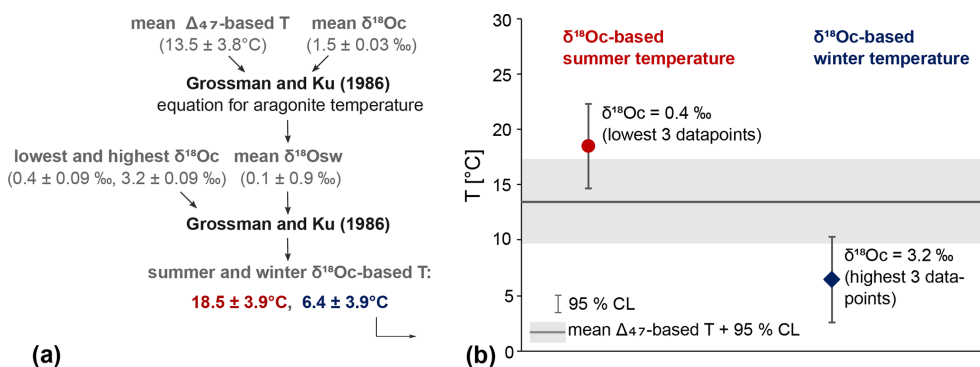 mean Δ₄₇-based T
(13.5 ± 3.8°C)
mean δ¹⁸Oc
(1.5 ± 0.03 ‰)
Grossman and Ku (1986)
equation for aragonite temperature
lowest and highest δ¹⁸Oc
(0.4 ± 0.09 ‰, 3.2 ± 0.09 ‰)
mean δ¹⁸Osw
(0.1 ± 0.9 ‰)
Grossman and Ku (1986)
summer and winter δ¹⁸Oc-based T:
18.5 ± 3.9°C, 6.4 ± 3.9°C
(a)
T [°C]
30
25
20
15
10
5
0
δ¹⁸Oc-based
summer temperature
δ¹⁸Oc-based
winter temperature
δ¹⁸Oc = 0.4 ‰
(lowest 3 datapoints)
δ¹⁸Oc = 3.2 ‰
(highest 3 data-
points)
95 % CL
mean Δ₄₇-based T + 95 % CL
(b)